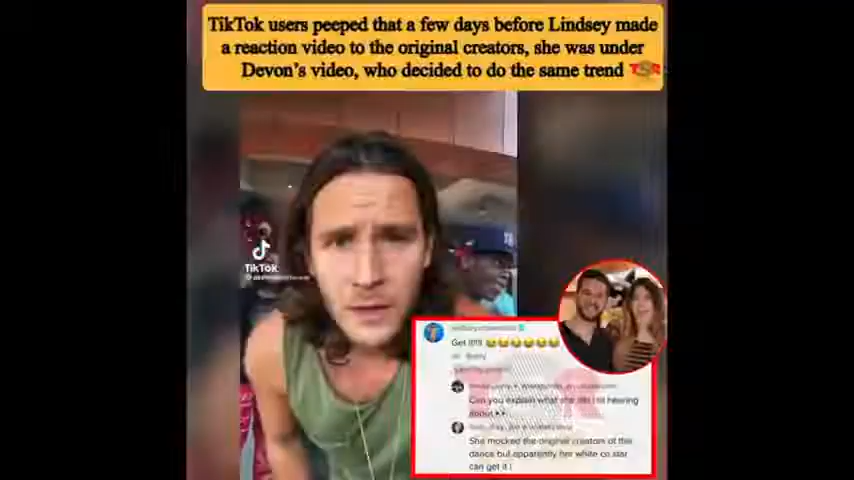 TikTok users peeped that a few days before Lindsey made
a reaction video to the original creators, she was under
Devon's video, who decided to do the same trend
TSR
TikTok
Get it!!!
Can you explain what she did I'm hearing
about
She mocked the original creators of this
dance but apparently her white co star
can get it